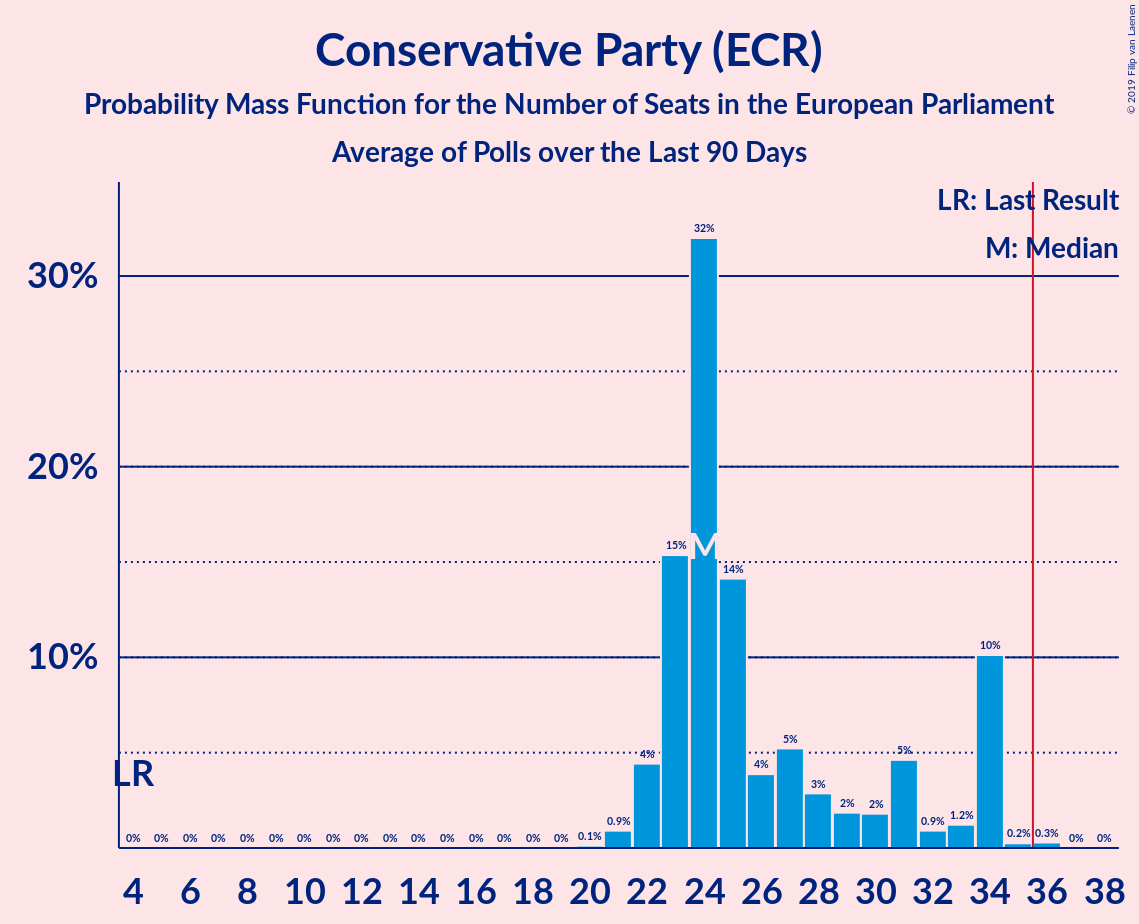 Conservative Party (ECR)
Probability Mass Function for the Number of Seats in the European Parliament
Average of Polls over the Last 90 Days
© 2019 Filip van Laenen
LR: Last Result
M: Median
30%
20%
10%
LR
M
0% 0% 0% 0% 0% 0% 0% 0% 0% 0% 0% 0% 0% 0% 0% 0% 0.1% 0.9% 4% 15% 32% 14% 4% 5% 3% 2% 2% 5% 0.9% 1.2% 10% 0.2% 0.3% 0% 0%
4 6 8 10 12 14 16 18 20 22 24 26 28 30 32 34 36 38